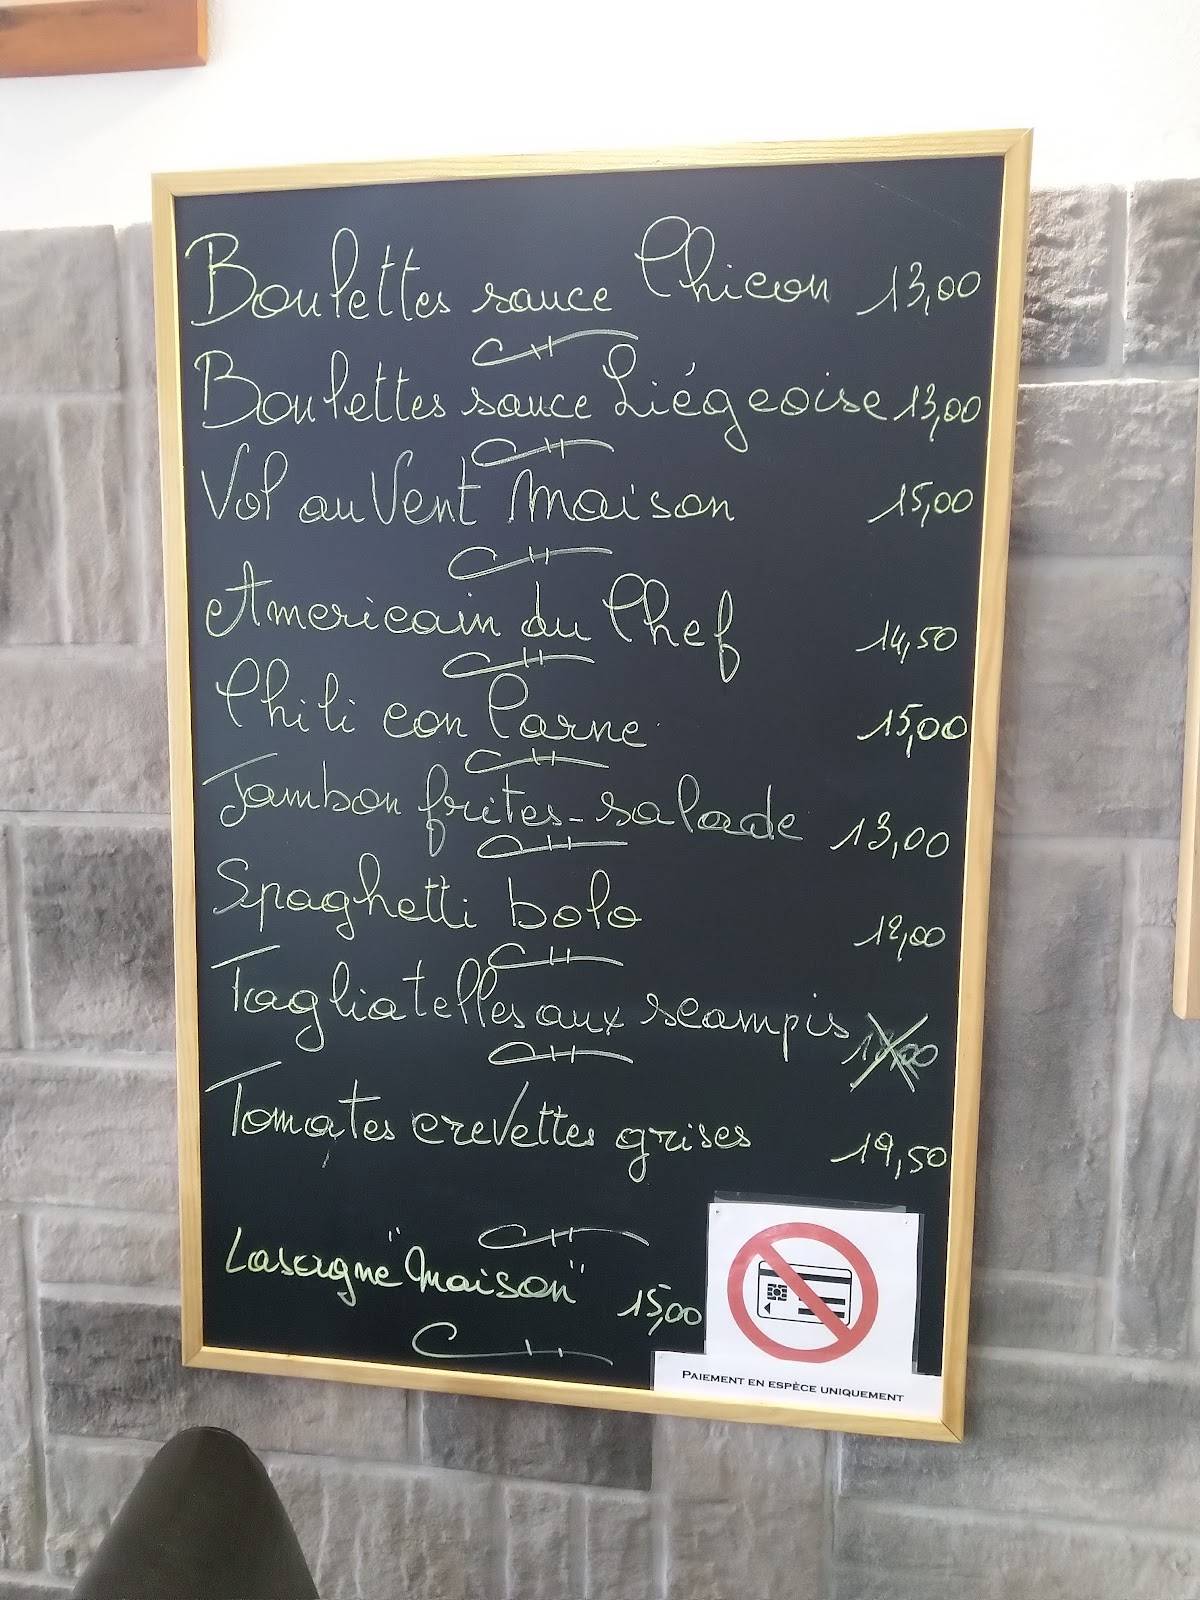 Boulettes sauce Chicon 13,00
Boulettes sauce Liégeoise 13,00
Vol au Vent Maison 15,00
Americain du Chef 14,50
Chili con Carne 15,00
Jambon frites-salade 13,00
Spaghetti bolo 12,00
Tagliatelles aux scampis
Tomates crevettes grises 19,50
Lasagne "Maison" 15,00
PAIEMENT EN ESPÈCE UNIQUEMENT